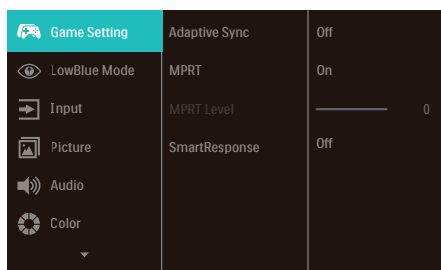 Game Setting Adaptive Sync Off
LowBlue Mode MPRT On
Input MPRT Level 0
Picture SmartResponse Off
Audio
Color